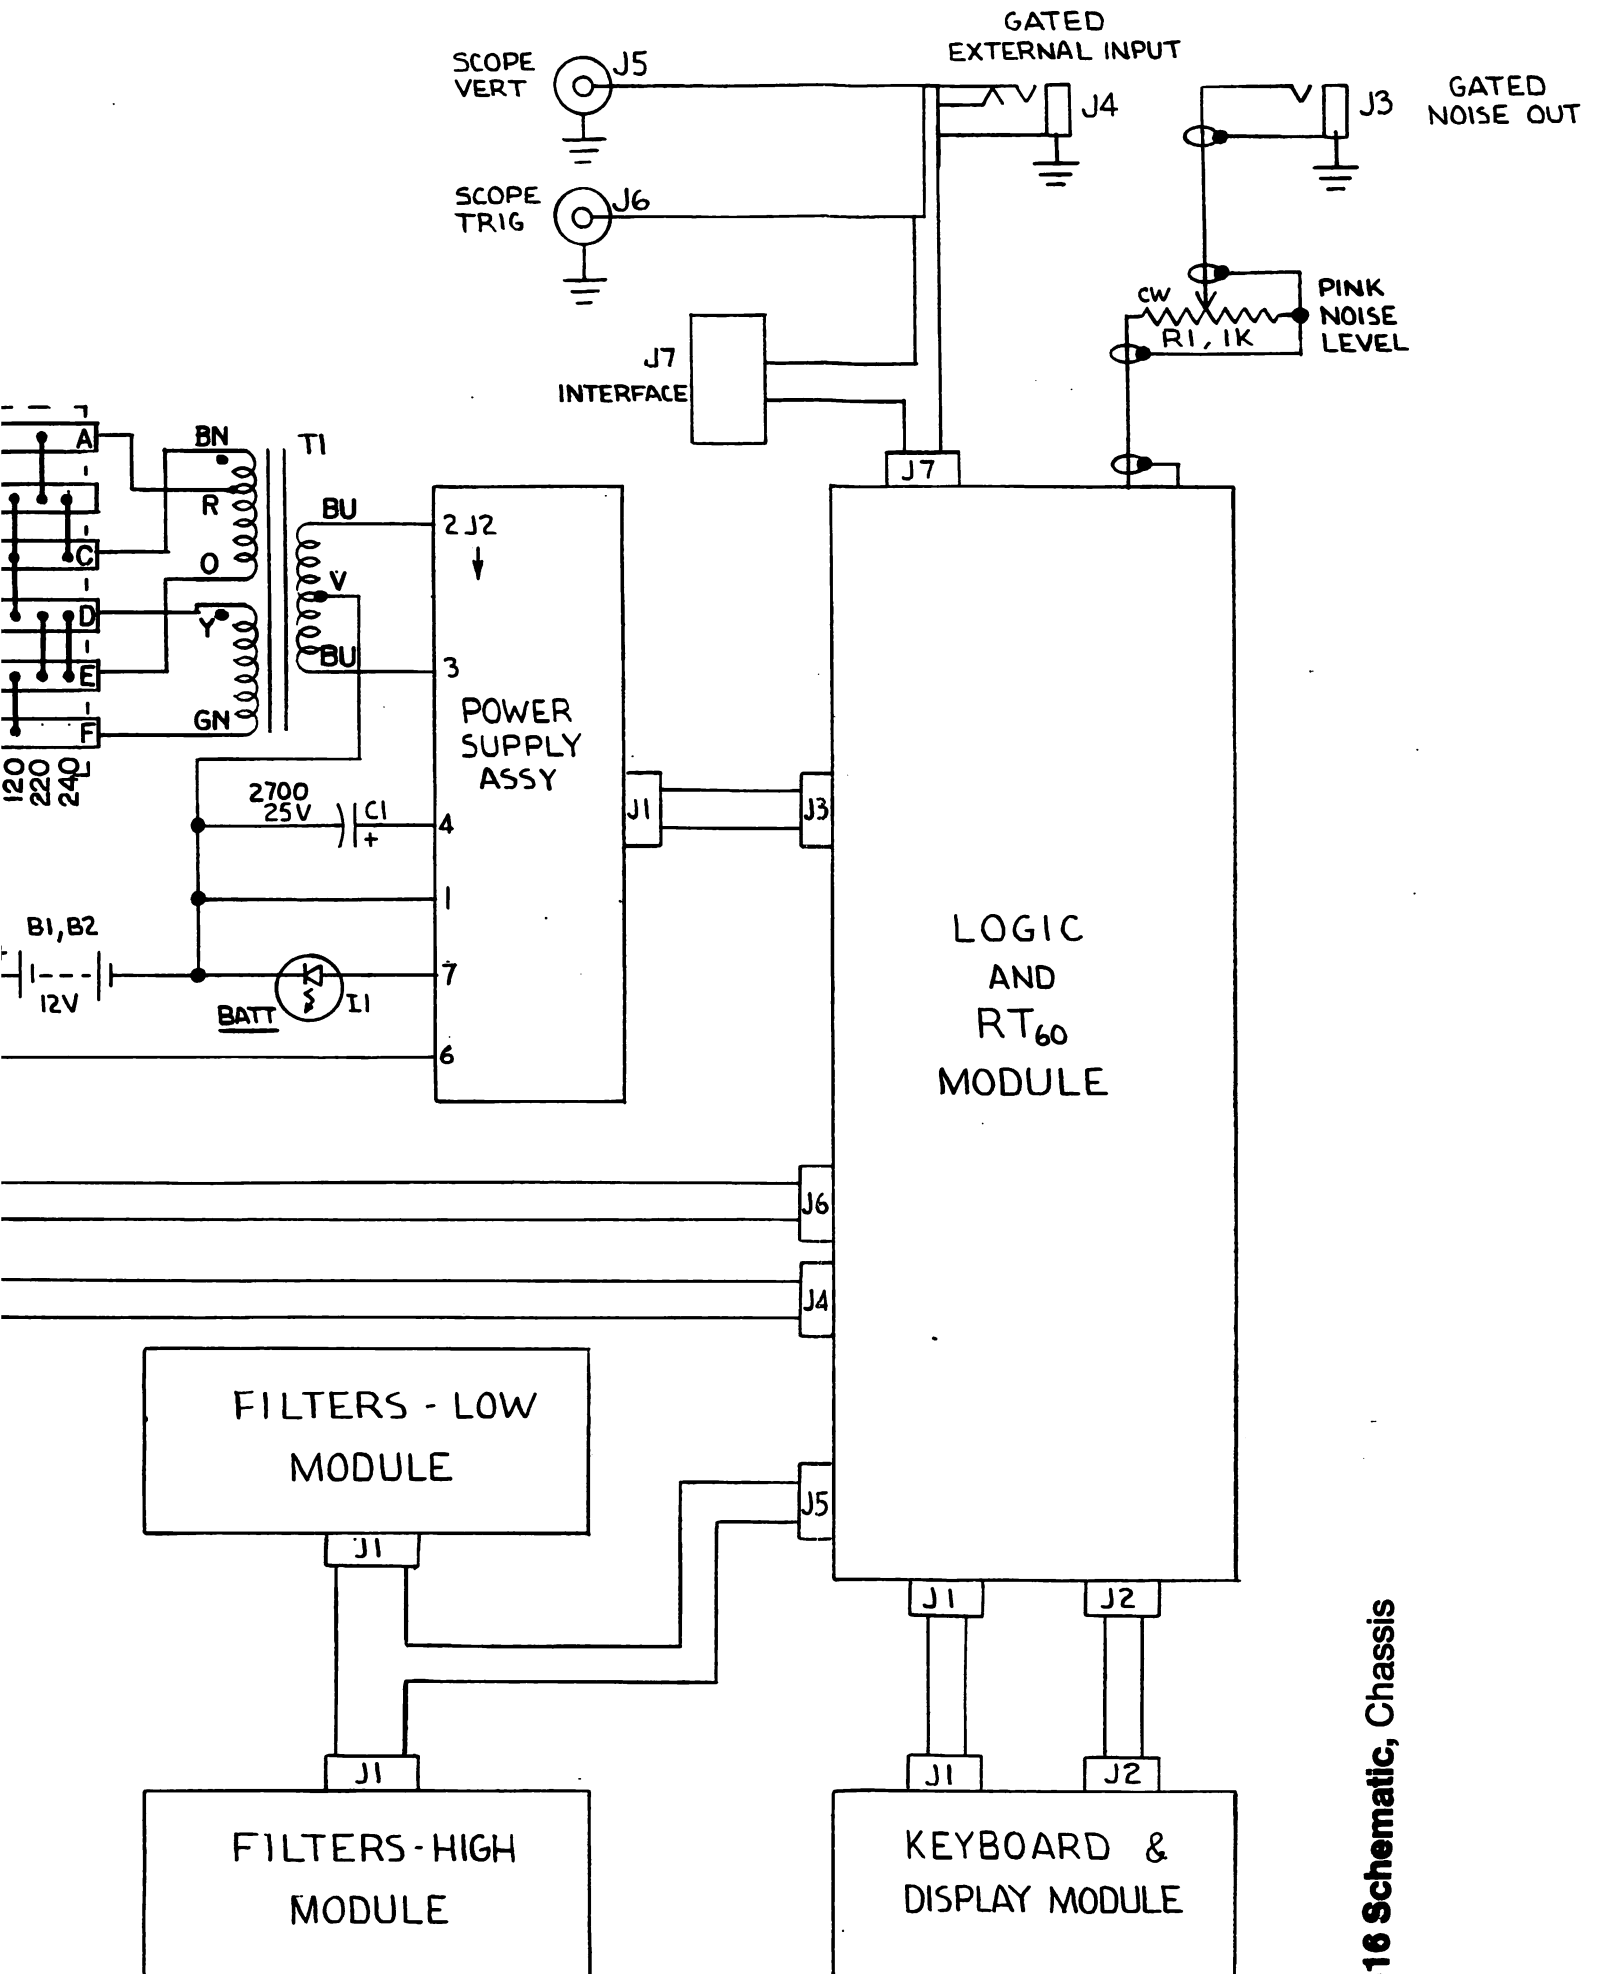 GATED
EXTERNAL INPUT
SCOPE
VERT
J5
J4
J3
GATED
NOISE OUT
SCOPE
TRIG
J6
CW
R1, 1K
PINK
NOISE
LEVEL
J7
INTERFACE
J7
A
C
D
E
F
120
220
240
BN
R
O
Y
GN
T1
BU
V
BU
2 J2
3
POWER
SUPPLY
ASSY
J1
J3
2700
25V
C1
+
4
1
B1, B2
12V
BATT
I1
7
6
LOGIC
AND
RT60
MODULE
J6
J4
FILTERS - LOW
MODULE
J1
J5
J1
J2
J1
FILTERS - HIGH
MODULE
J1
J2
KEYBOARD &
DISPLAY MODULE
16 Schematic, Chassis